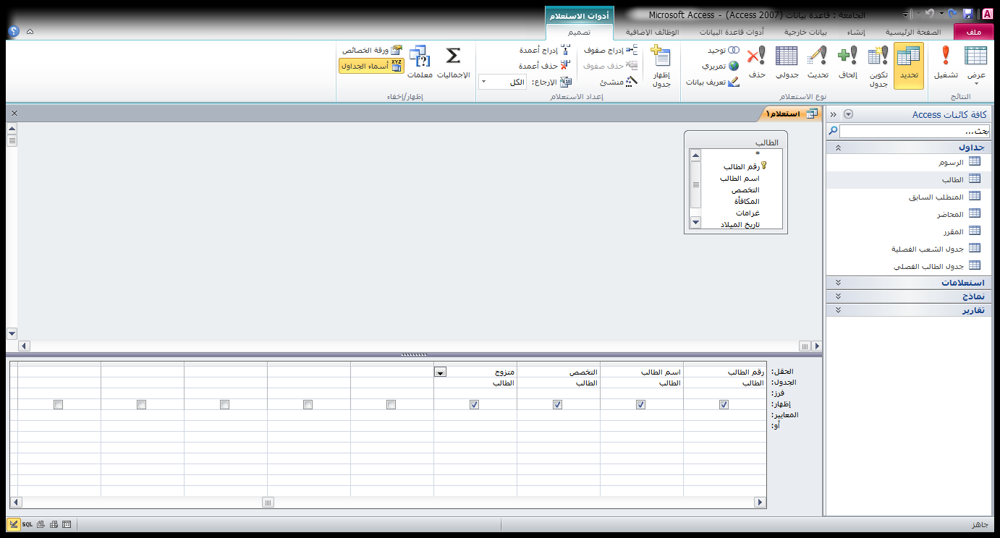 الجامعة : قاعدة بيانات (Access 2007) - Microsoft Access
أدوات الاستعلام
ملف
الصفحة الرئيسية
إنشاء
بيانات خارجية
أدوات قاعدة البيانات
الوظائف الإضافية
تصميم
عرض
تشغيل
النتائج
تحديد
تكوين جدول
إلحاق
تحديث
جدولي
حذف
توحيد
تمريري
تعريف بيانات
نوع الاستعلام
إظهار جدول
إدراج صفوف
حذف صفوف
منشئ
إدراج أعمدة
حذف أعمدة
الإرجاع: الكل
إعداد الاستعلام
الإجماليات
معلمات
ورقة الخصائص
أسماء الجداول
إظهار/إخفاء
كافة كائنات Access
بحث...
جداول
الرسوم
الطالب
المتطلب السابق
المحاضر
المقرر
جدول الشعب الفصلية
جدول الطالب الفصلي
استعلامات
نماذج
تقارير
استعلام١
الطالب
*
رقم الطالب
اسم الطالب
التخصص
المكافأة
غرامات
تاريخ الميلاد
الحقل: رقم الطالب اسم الطالب التخصص متزوج
الجدول: الطالب الطالب الطالب الطالب
فرز:
إظهار:
المعايير:
أو:
جاهز
SQL